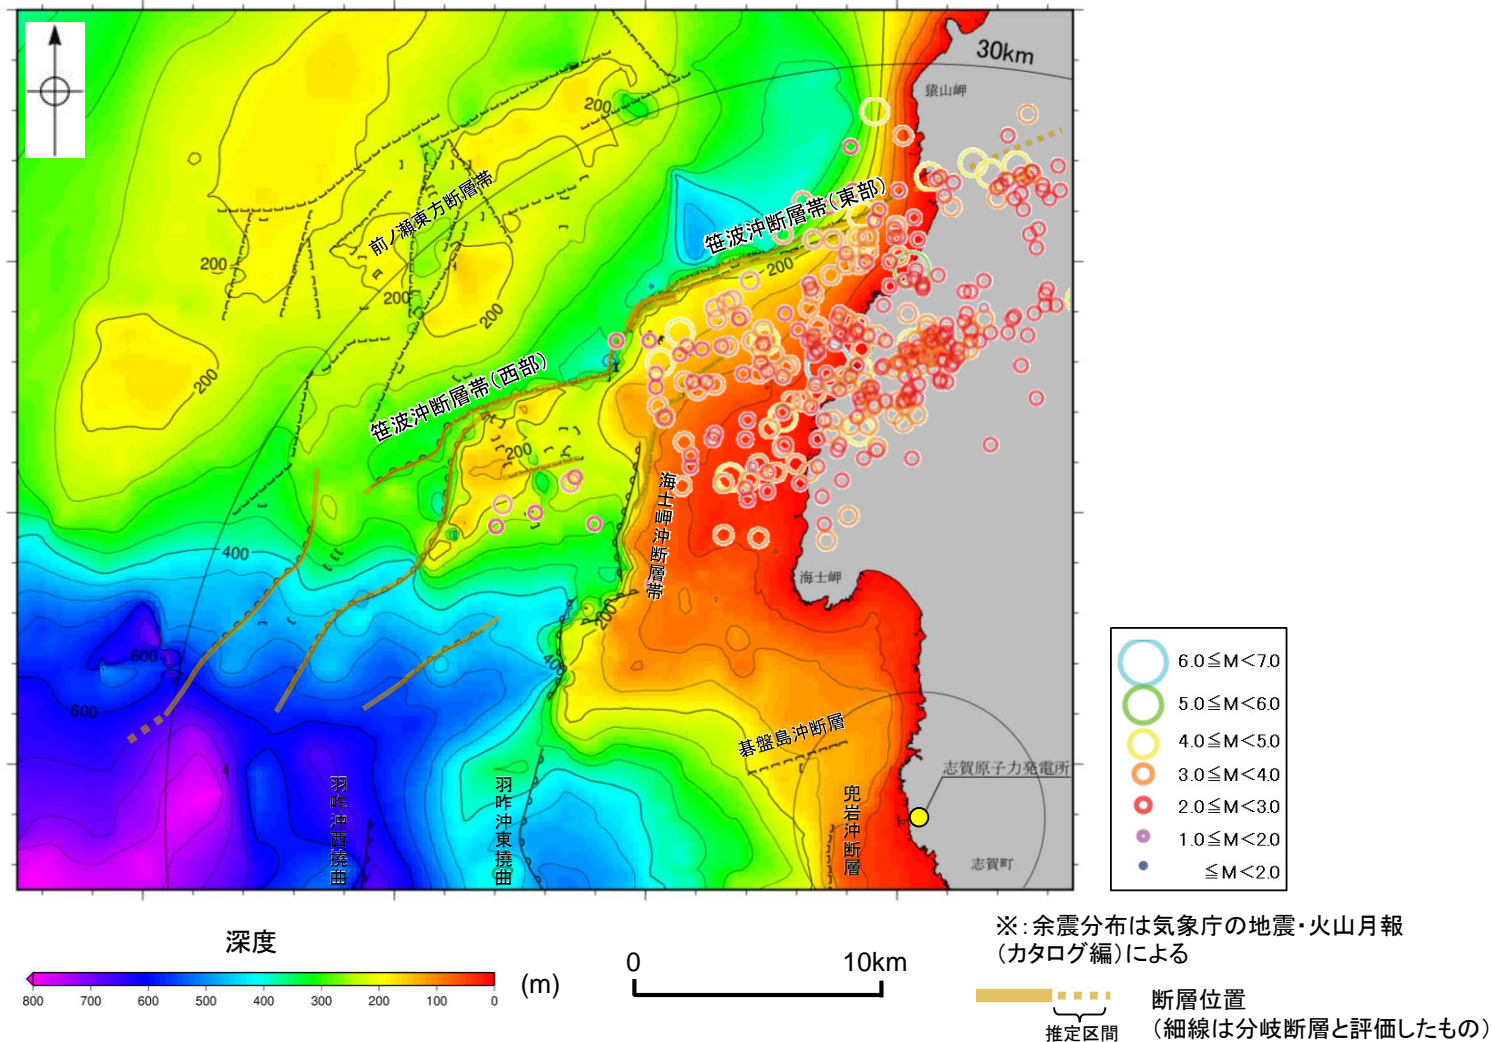 30km
猿山岬
200
前ノ瀬東方断層帯
笹波沖断層帯（東部）
200
200
200
200
200
笹波沖断層帯（西部）
200
海士岬沖断層帯
400
海士岬
200
400
600
600
碁盤島沖断層
志賀原子力発電所
羽咋沖西撓曲
羽咋沖東撓曲
兜岩沖断層
志賀町
6.0≦M＜7.0
5.0≦M＜6.0
4.0≦M＜5.0
3.0≦M＜4.0
2.0≦M＜3.0
1.0≦M＜2.0
≦M＜2.0
深度
800 700 600 500 400 300 200 100 0
(m)
0 10km
※：余震分布は気象庁の地震・火山月報
（カタログ編）による
断層位置
推定区間
（細線は分岐断層と評価したもの）